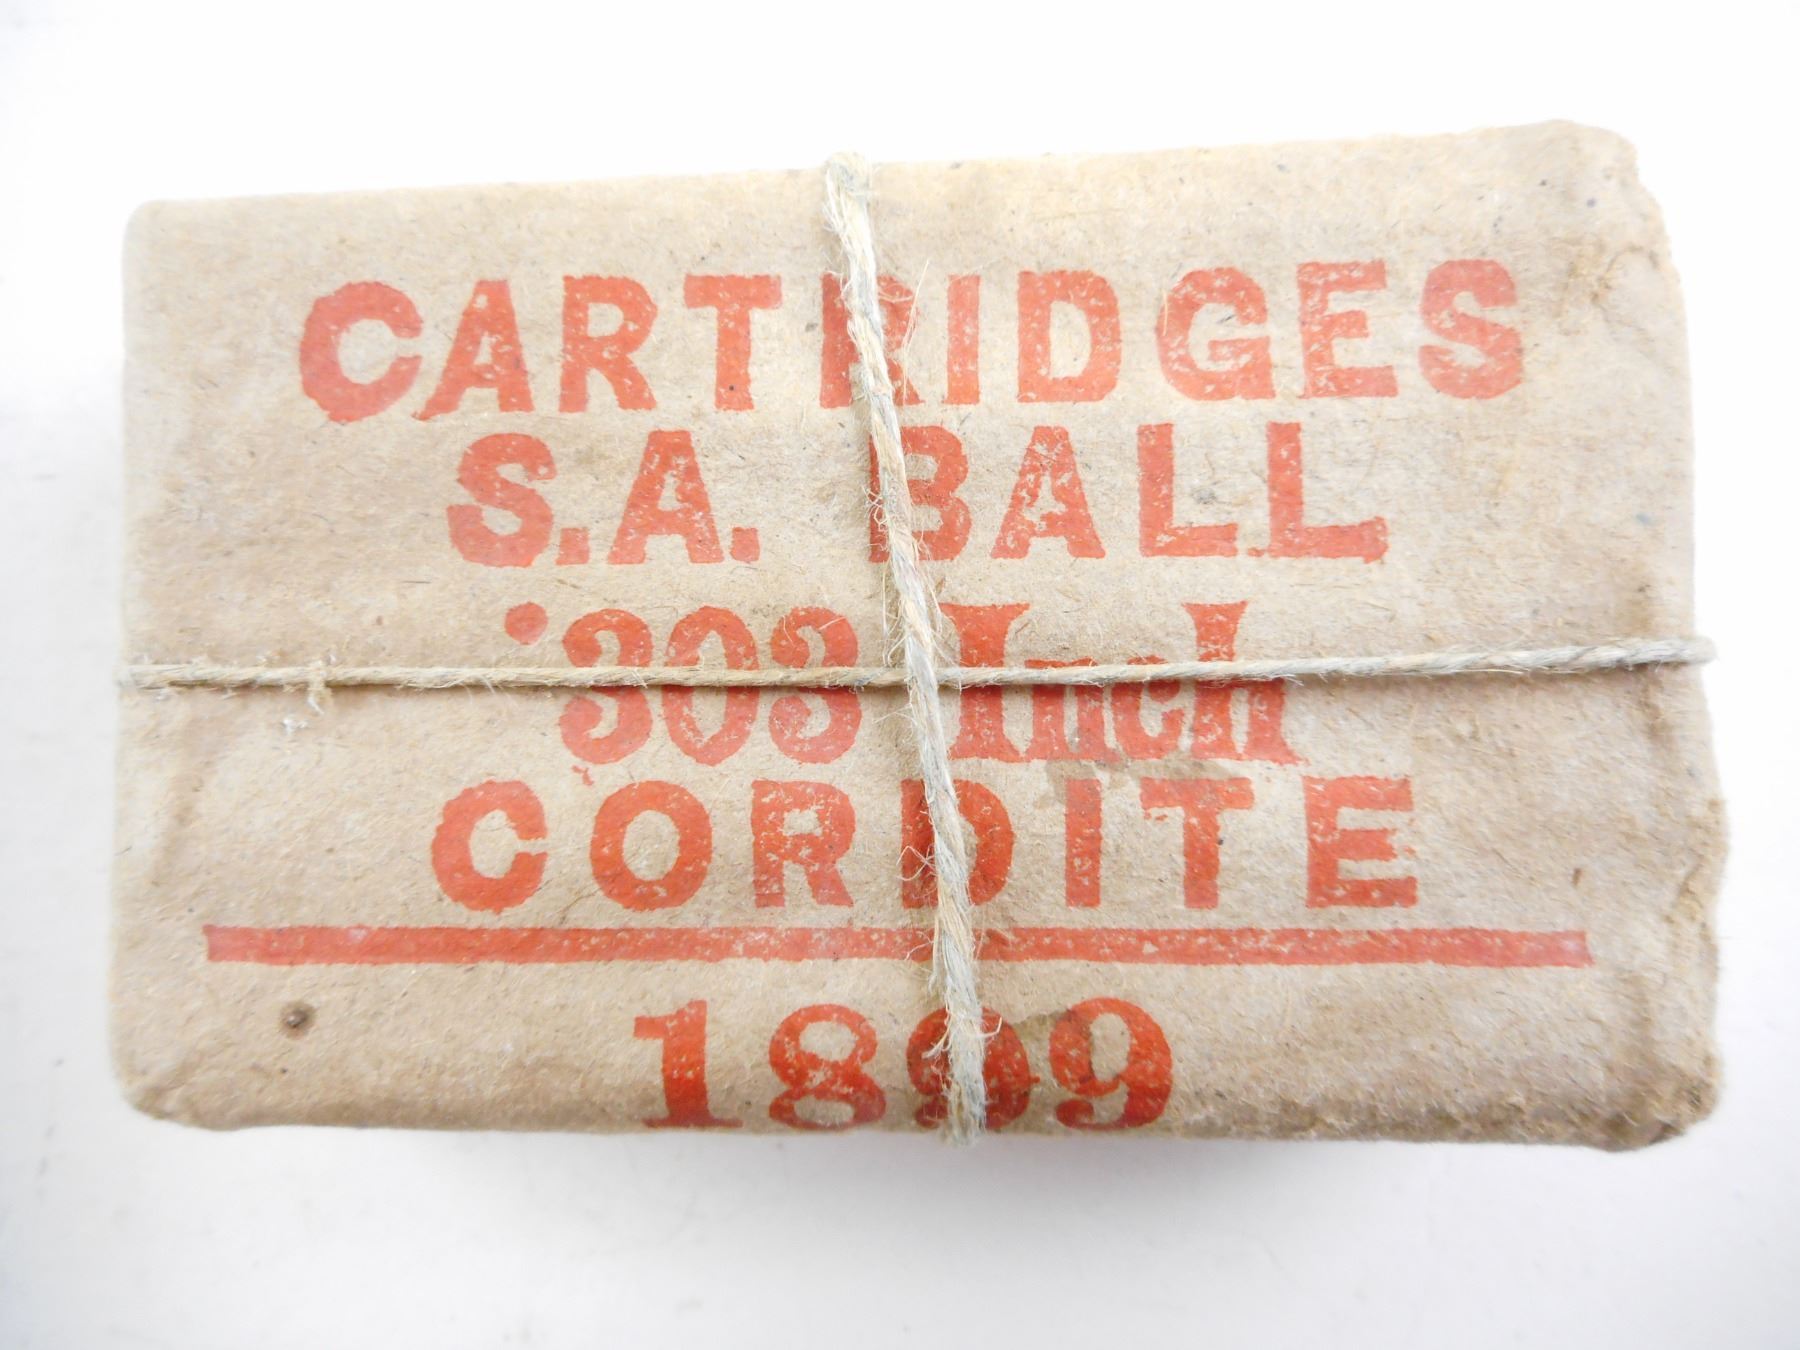 CARTRIDGES
S.A. BALL
·303 Inch
CORDITE
1899